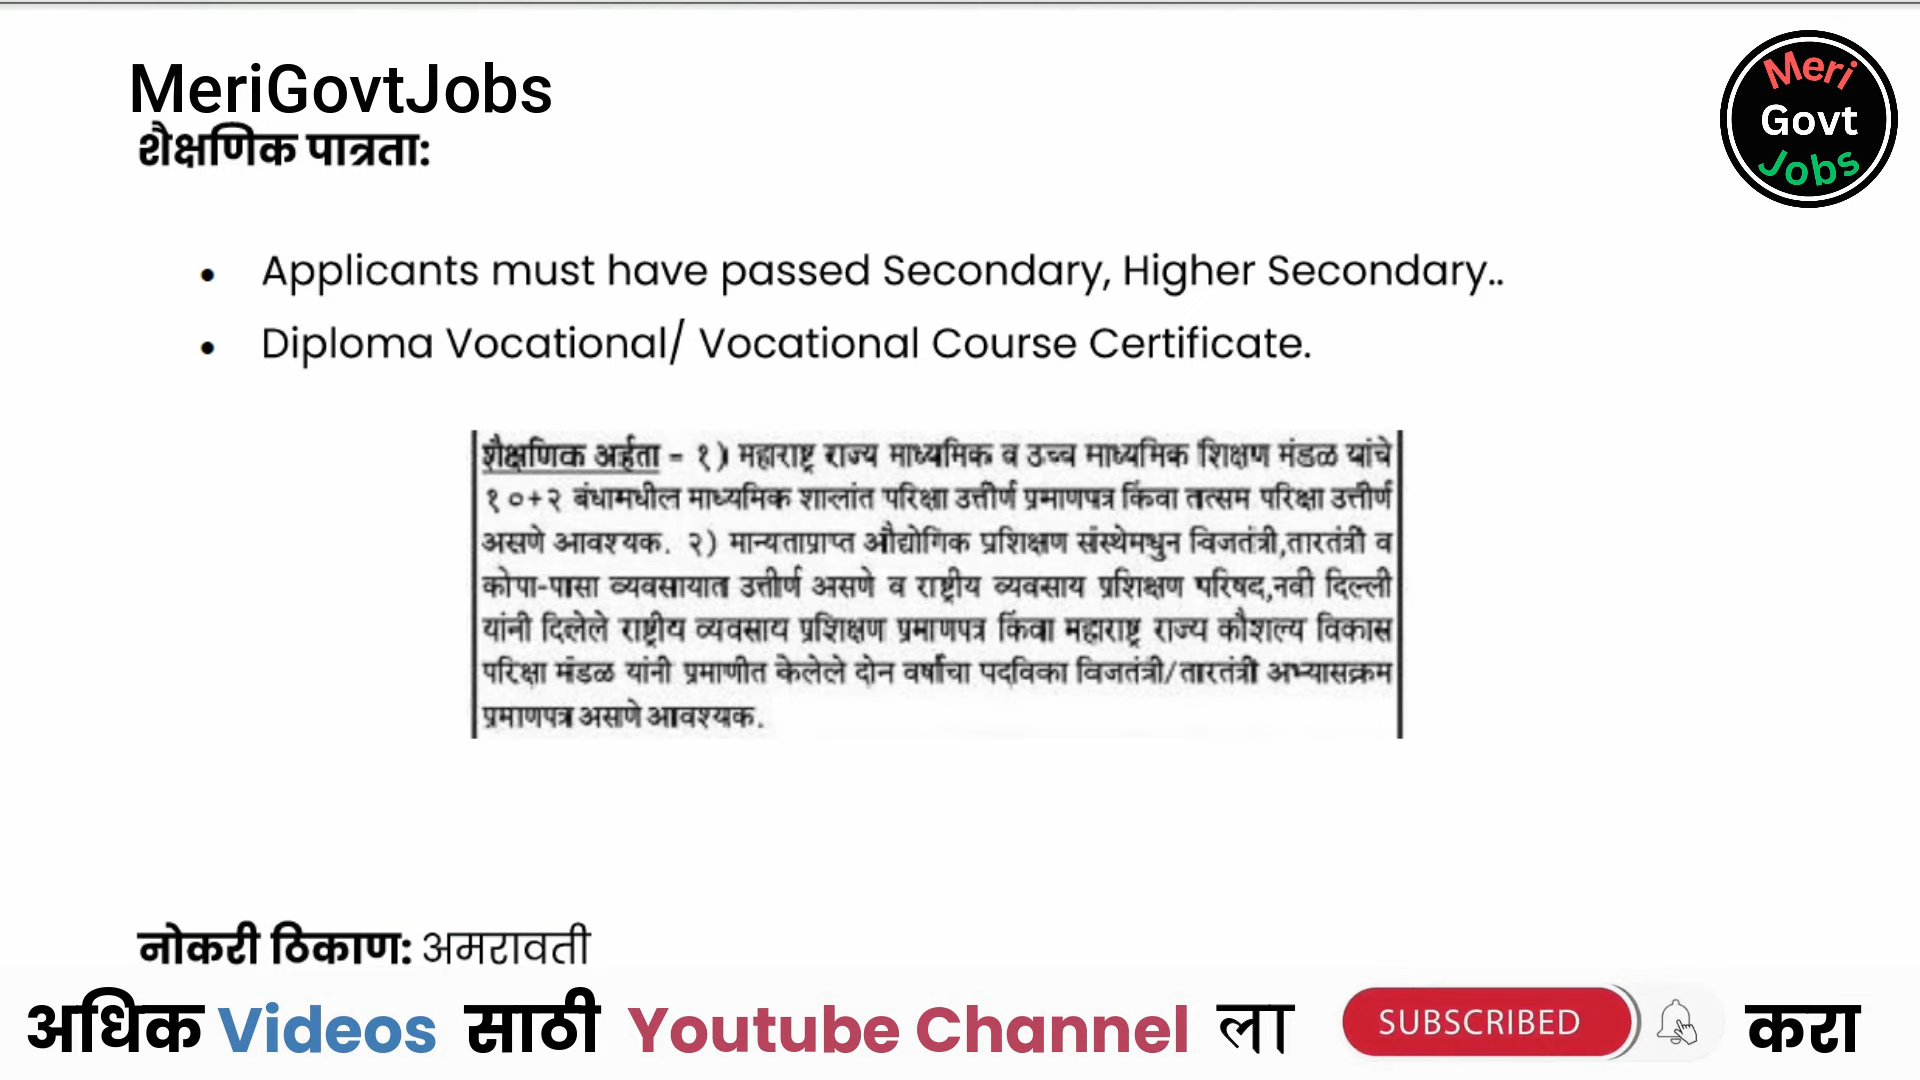 MeriGovtJobs
Meri
Govt
Jobs
शैक्षणिक पात्रता:
• Applicants must have passed Secondary, Higher Secondary..
• Diploma Vocational/ Vocational Course Certificate.
शैक्षणिक अर्हता - १) महाराष्ट्र राज्य माध्यमिक व उच्च माध्यमिक शिक्षण मंडळ यांचे
१०+२ बंधामधील माध्यमिक शालांत परिक्षा उत्तीर्ण प्रमाणपत्र किंवा तत्सम परिक्षा उत्तीर्ण
असणे आवश्यक. २) मान्यताप्राप्त औद्योगिक प्रशिक्षण संस्थेमधुन विजतंत्री,तारतंत्री व
कोपा-पासा व्यवसायात उत्तीर्ण असणे व राष्ट्रीय व्यवसाय प्रशिक्षण परिषद,नवी दिल्ली
यांनी दिलेले राष्ट्रीय व्यवसाय प्रशिक्षण प्रमाणपत्र किंवा महाराष्ट्र राज्य कौशल्य विकास
परिक्षा मंडळ यांनी प्रमाणीत केलेले दोन वर्षाचा पदविका विजतंत्री/तारतंत्री अभ्यासक्रम
प्रमाणपत्र असणे आवश्यक.
नोकरी ठिकाण: अमरावती
अधिक Videos साठी Youtube Channel ला SUBSCRIBED करा